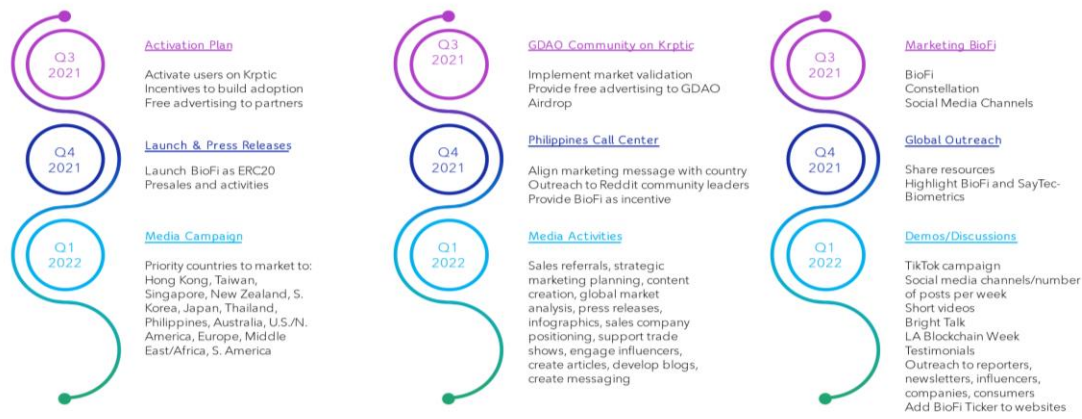 Q3
2021
Activation Plan
Activate users on Krptic
Incentives to build adoption
Free advertising to partners
Q4
2021
Launch & Press Releases
Launch BioFi as ERC20
Presales and activities
Q1
2022
Media Campaign
Priority countries to market to:
Hong Kong, Taiwan,
Singapore, New Zealand, S.
Korea, Japan, Thailand,
Philippines, Australia, U.S./N.
America, Europe, Middle
East/Africa, S. America
Q3
2021
GDAO Community on Krptic
Implement market validation
Provide free advertising to GDAO
Airdrop
Q4
2021
Philippines Call Center
Align marketing message with country
Outreach to Reddit community leaders
Provide BioFi as incentive
Q1
2022
Media Activities
Sales referrals, strategic
marketing planning, content
creation, global market
analysis, press releases,
infographics, sales company
positioning, support trade
shows, engage influencers,
create articles, develop blogs,
create messaging
Q3
2021
Marketing BioFi
BioFi
Constellation
Social Media Channels
Q4
2021
Global Outreach
Share resources
Highlight BioFi and SayTec-
Biometrics
Q1
2022
Demos/Discussions
TikTok campaign
Social media channels/number
of posts per week
Short videos
Bright Talk
LA Blockchain Week
Testimonials
Outreach to reporters,
newsletters, influencers,
companies, consumers
Add BioFi Ticker to websites